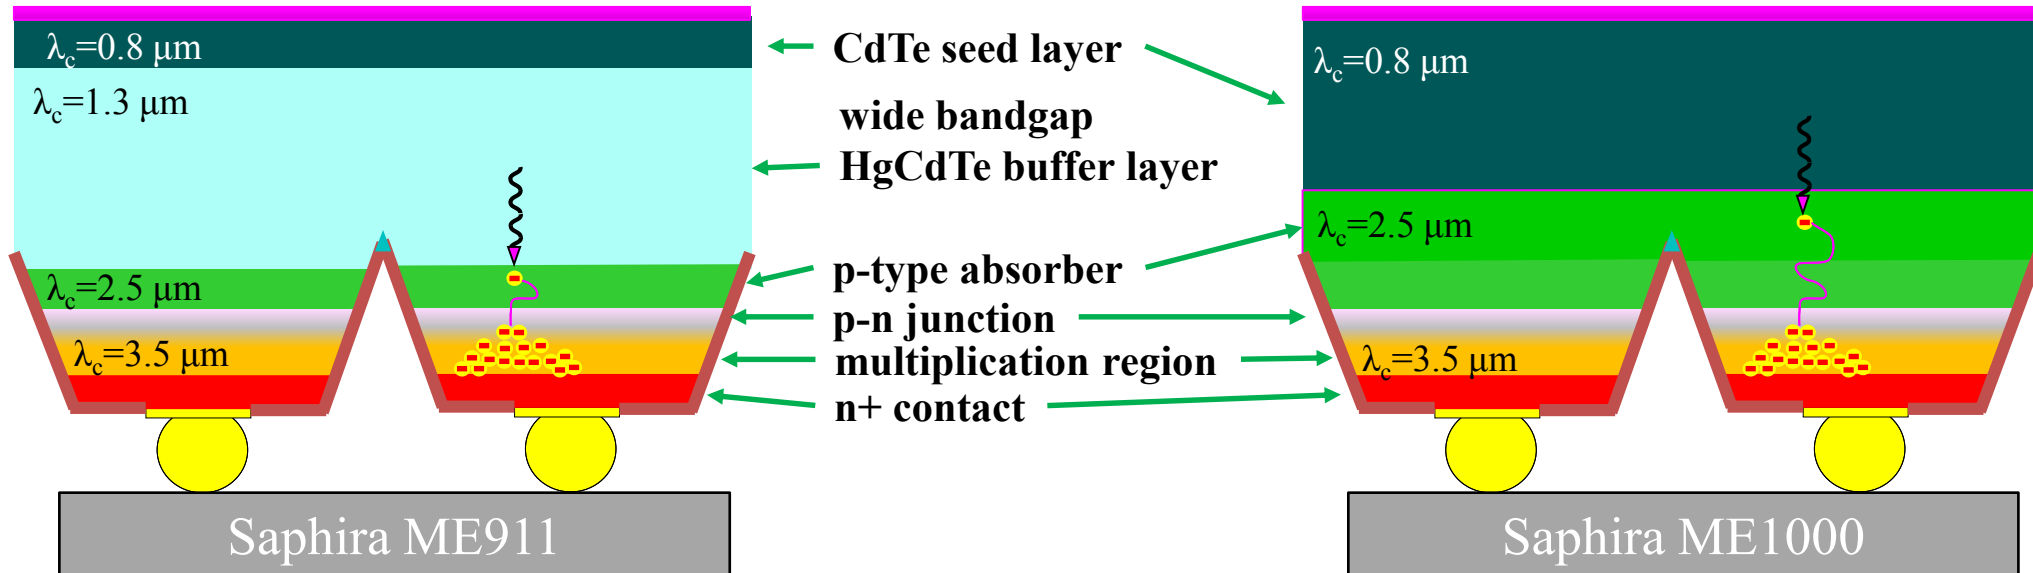 λc=0.8 μm
λc=1.3 μm
λc=2.5 μm
λc=3.5 μm
Saphira ME911
CdTe seed layer
wide bandgap
HgCdTe buffer layer
p-type absorber
p-n junction
multiplication region
n+ contact
λc=0.8 μm
λc=2.5 μm
λc=3.5 μm
Saphira ME1000